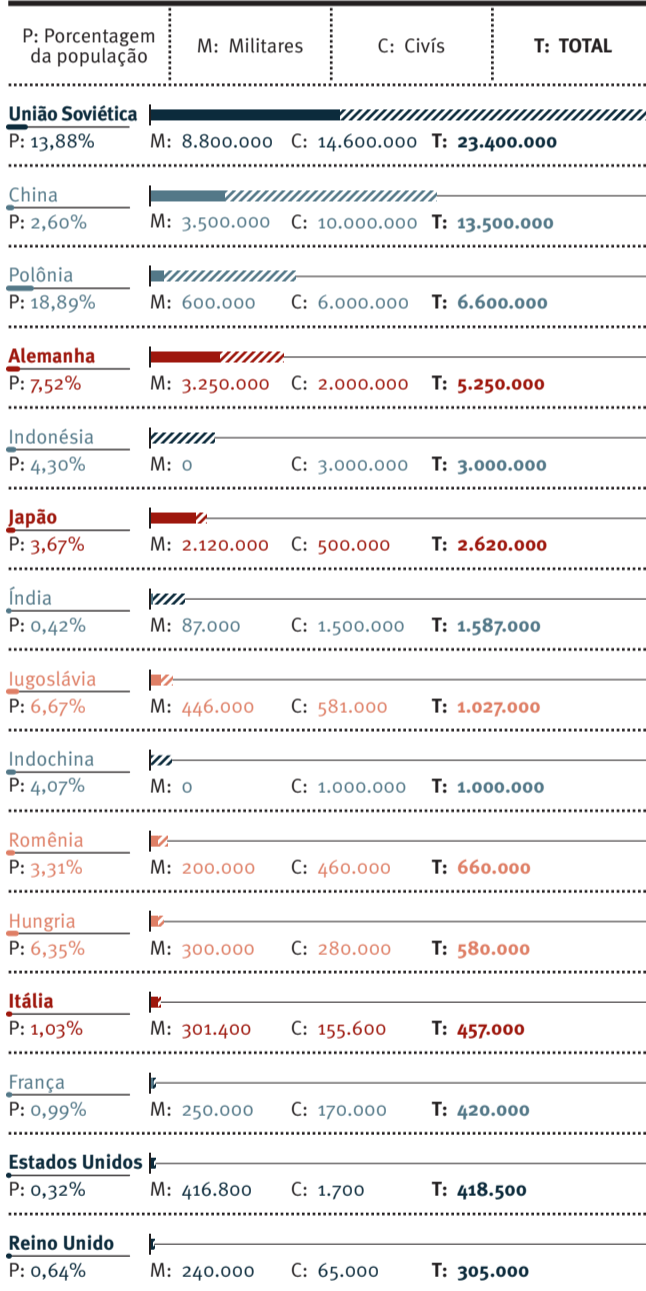 P: Porcentagem
da população
M: Militares
C: Civís
T: TOTAL
União Soviética
P: 13,88% M: 8.800.000 C: 14.600.000 T: 23.400.000
China
P: 2,60% M: 3.500.000 C: 10.000.000 T: 13.500.000
Polônia
P: 18,89% M: 600.000 C: 6.000.000 T: 6.600.000
Alemanha
P: 7,52% M: 3.250.000 C: 2.000.000 T: 5.250.000
Indonésia
P: 4,30% M: 0 C: 3.000.000 T: 3.000.000
Japão
P: 3,67% M: 2.120.000 C: 500.000 T: 2.620.000
Índia
P: 0,42% M: 87.000 C: 1.500.000 T: 1.587.000
Iugoslávia
P: 6,67% M: 446.000 C: 581.000 T: 1.027.000
Indochina
P: 4,07% M: 0 C: 1.000.000 T: 1.000.000
Romênia
P: 3,31% M: 200.000 C: 460.000 T: 660.000
Hungria
P: 6,35% M: 300.000 C: 280.000 T: 580.000
Itália
P: 1,03% M: 301.400 C: 155.600 T: 457.000
França
P: 0,99% M: 250.000 C: 170.000 T: 420.000
Estados Unidos
P: 0,32% M: 416.800 C: 1.700 T: 418.500
Reino Unido
P: 0,64% M: 240.000 C: 65.000 T: 305.000